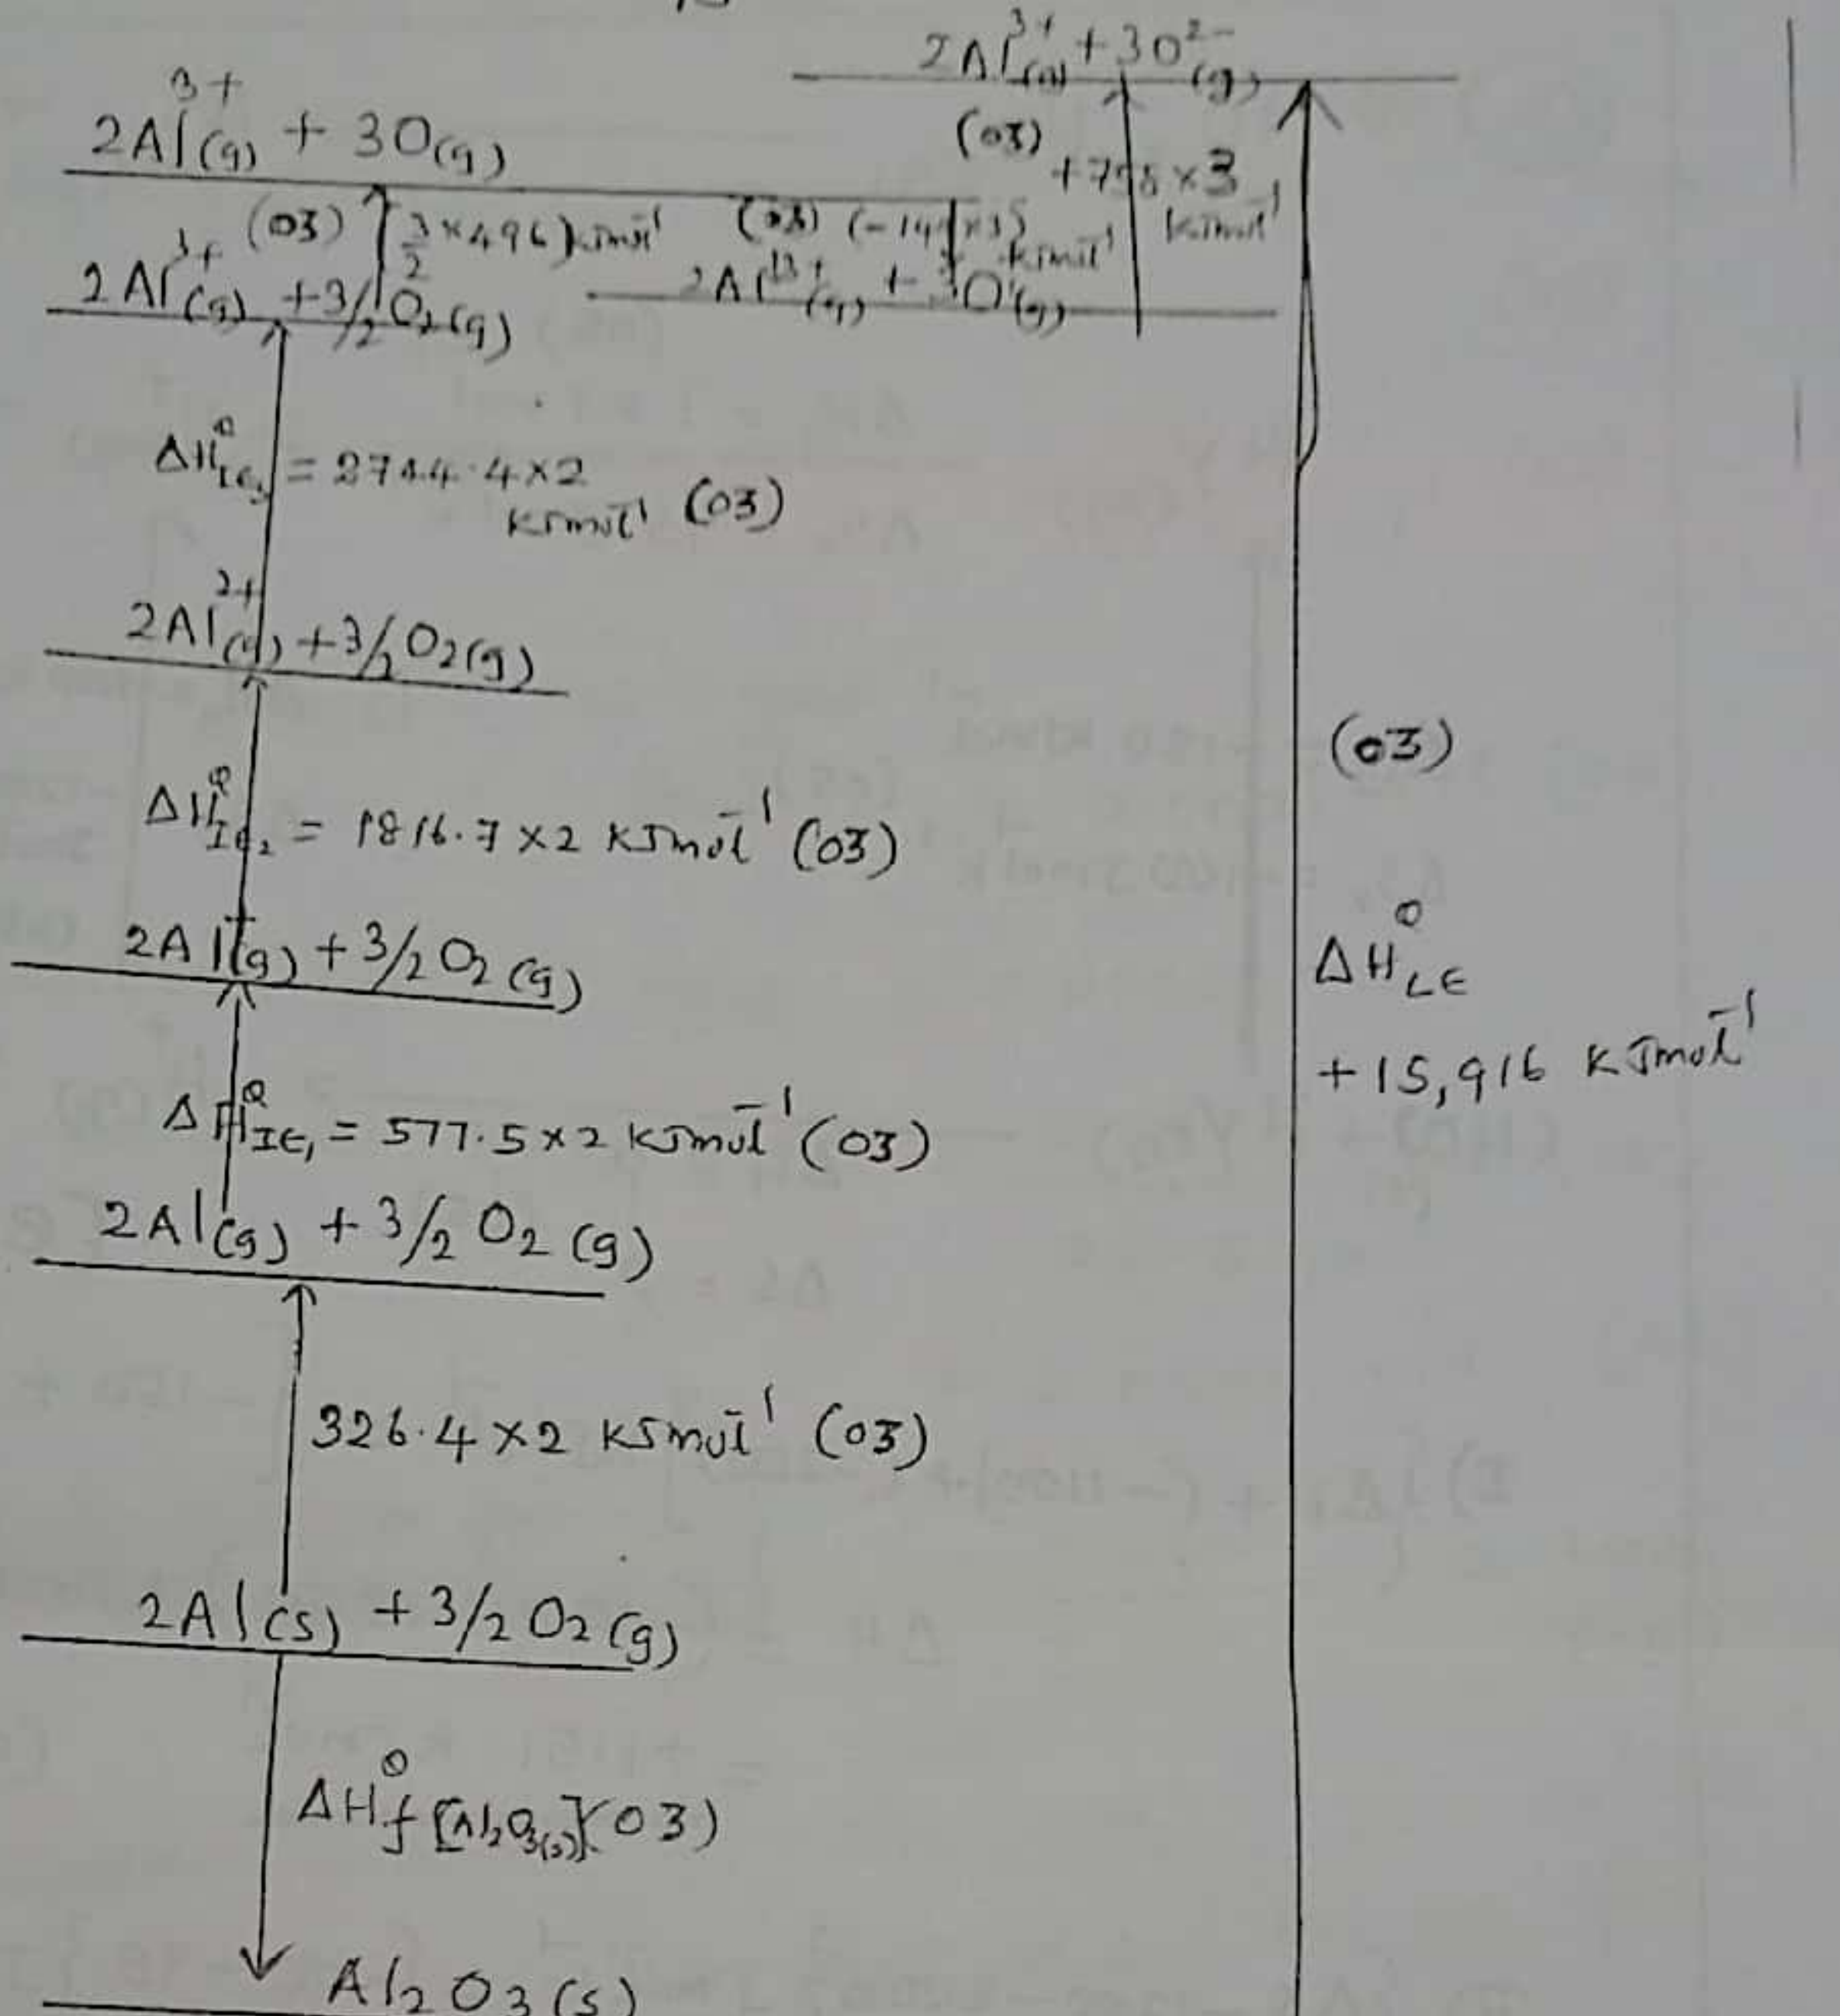 2Al³⁺(g) + 3O²⁻(g)
2Al³⁺(g) + 3O(g)
(03)
+ × 3
kJmol⁻¹
(03) 3/2 × 496) kJmol⁻¹
(03) (-141 × 3) kJmol⁻¹
2Al³⁺(g) + 3/2 O₂(g)
2Al³⁺(g) + 3O⁻(g)
ΔH°IE₃ = 2744.4 × 2
kJmol⁻¹ (03)
2Al²⁺(g) + 3/2 O₂(g)
(03)
ΔH°IE₂ = 1816.7 × 2 kJmol⁻¹ (03)
2Al⁺(g) + 3/2 O₂(g)
ΔH°LE
+15,916 kJmol⁻¹
ΔH°IE₁ = 577.5 × 2 kJmol⁻¹ (03)
2Al(g) + 3/2 O₂(g)
326.4 × 2 kJmol⁻¹ (03)
2Al(s) + 3/2 O₂(g)
ΔH°f [Al₂O₃(s)] (03)
Al₂O₃(s)